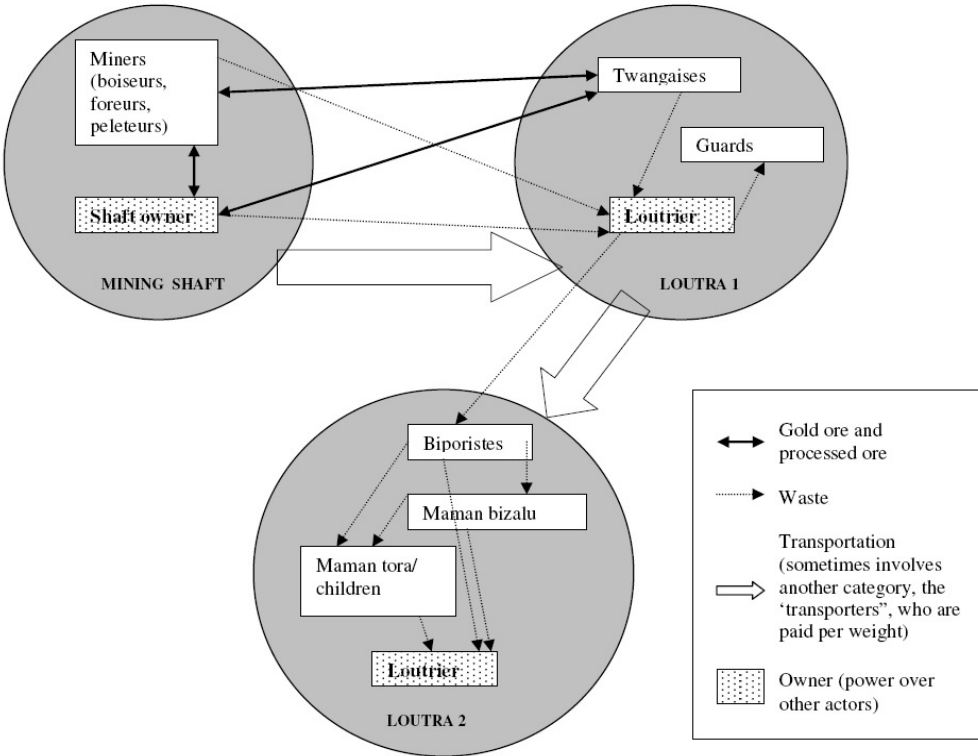 Miners
(boiseurs,
foreurs,
peleteurs)
Shaft owner
MINING SHAFT
Twangaises
Guards
Loutrier
LOUTRA 1
Biporistes
Maman bizalu
Maman tora/
children
Loutrier
LOUTRA 2
Gold ore and
processed ore
Waste
Transportation
(sometimes involves
another category, the
‘transporters”, who are
paid per weight)
Owner (power over
other actors)